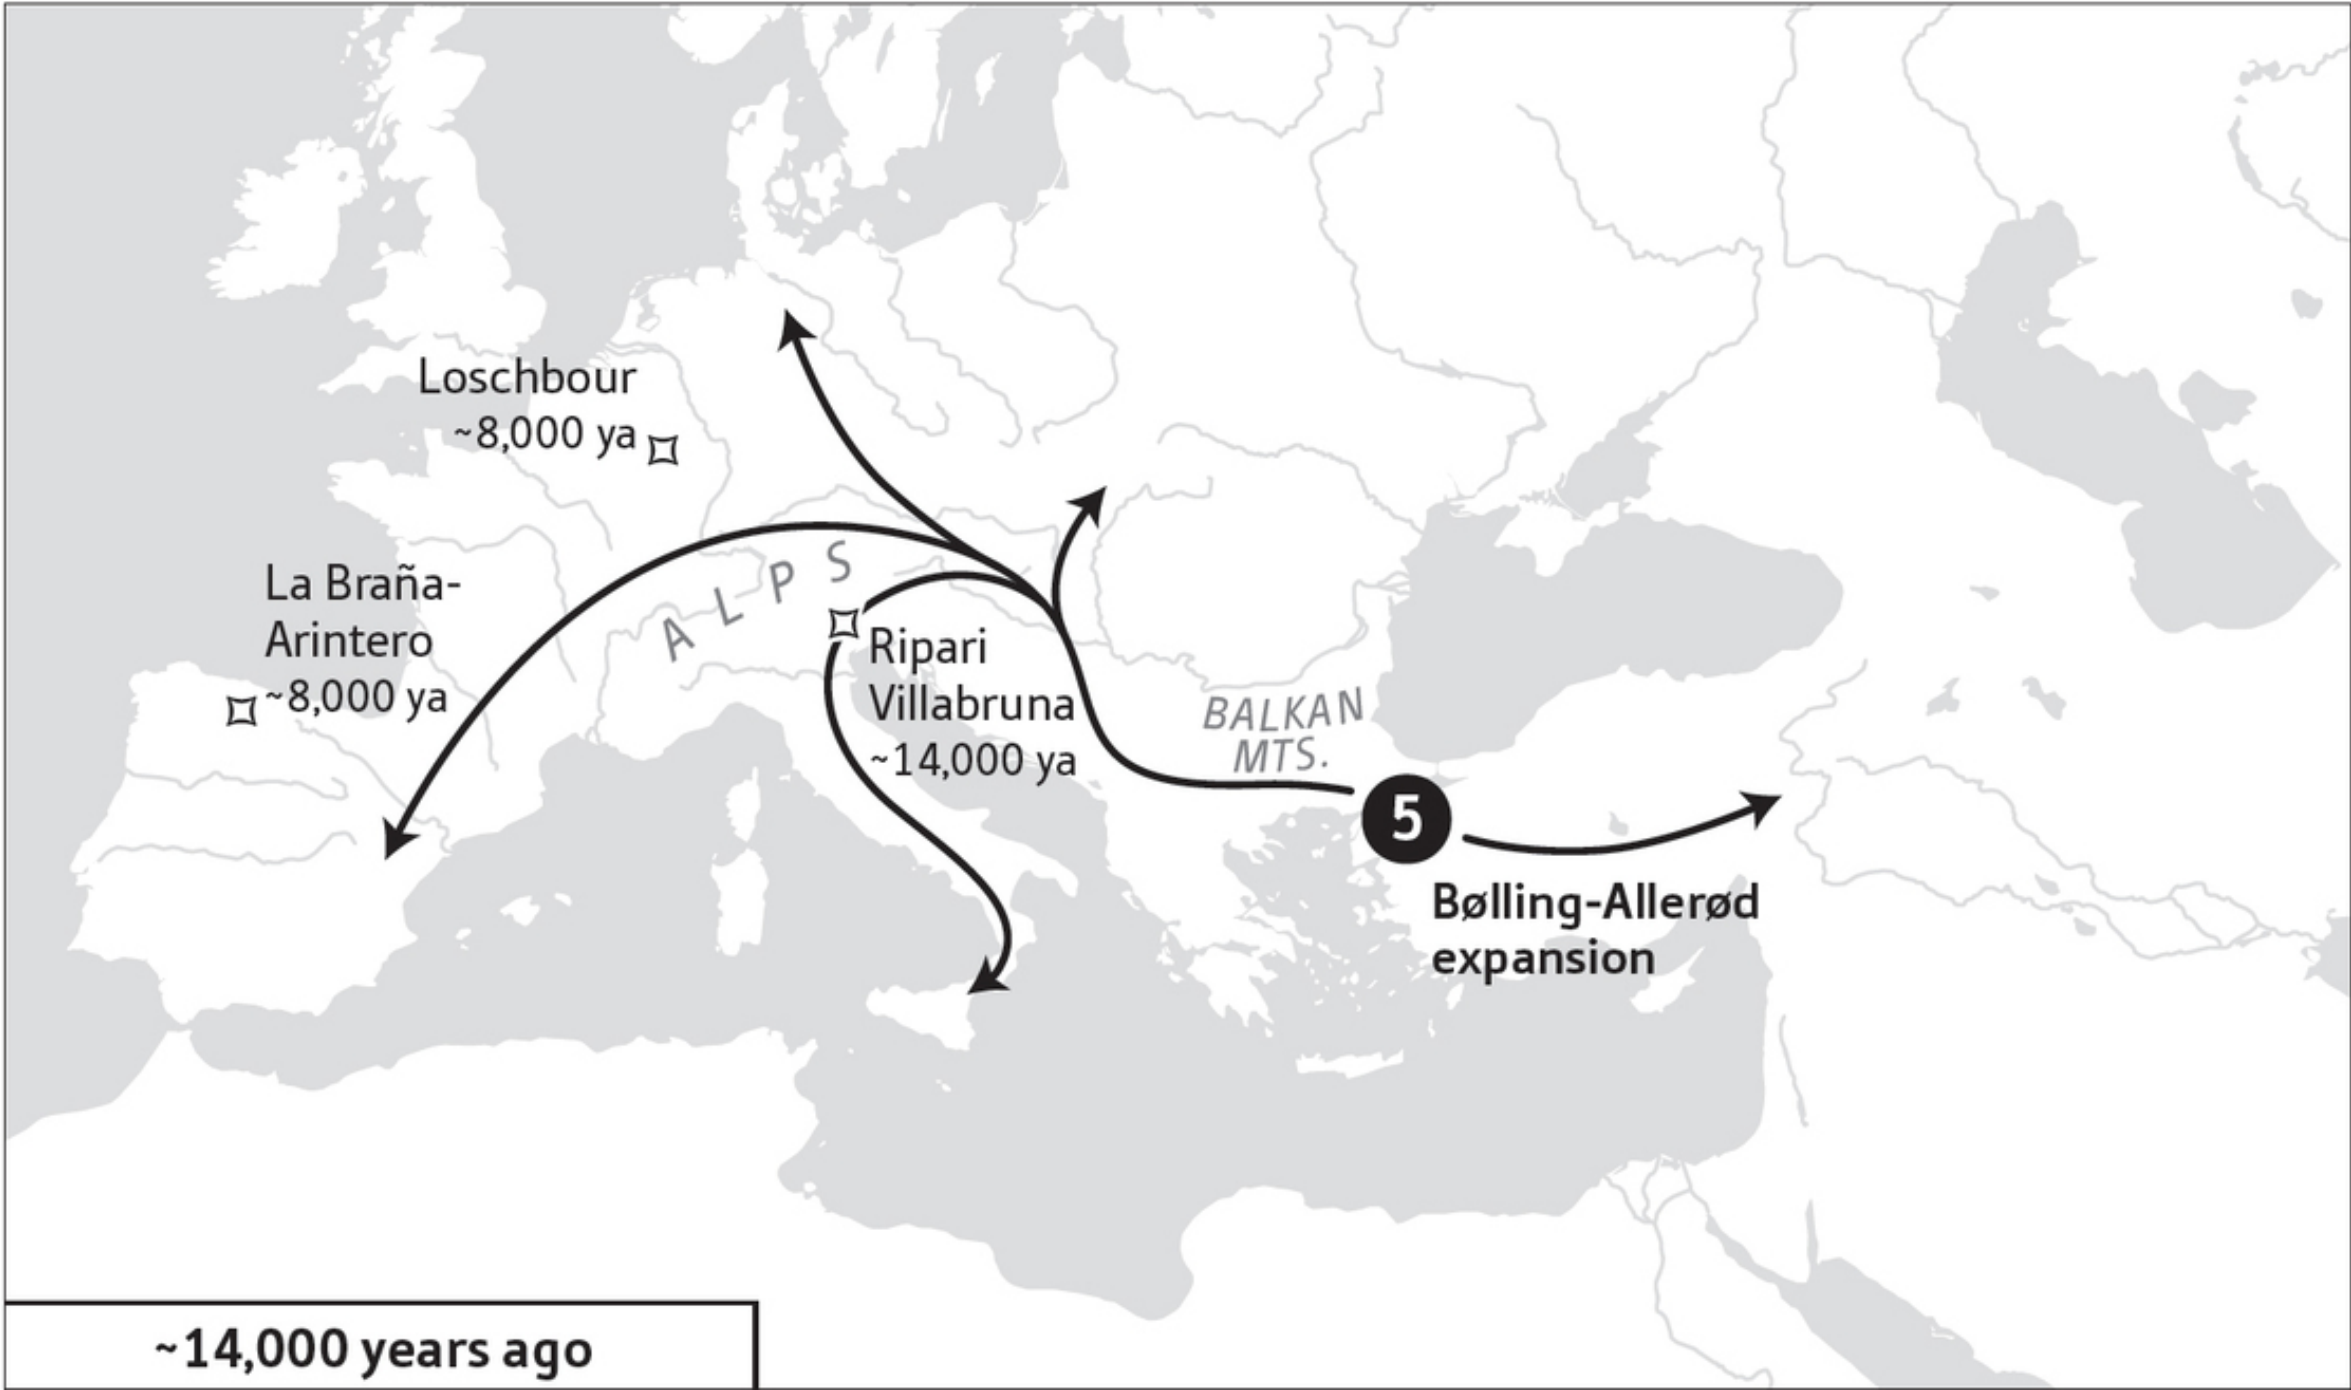 Loschbour
~8,000 ya
La Braña-
Arintero
~8,000 ya
ALPS
Ripari
Villabruna
~14,000 ya
BALKAN
MTS.
5
Bølling-Allerød
expansion
~14,000 years ago